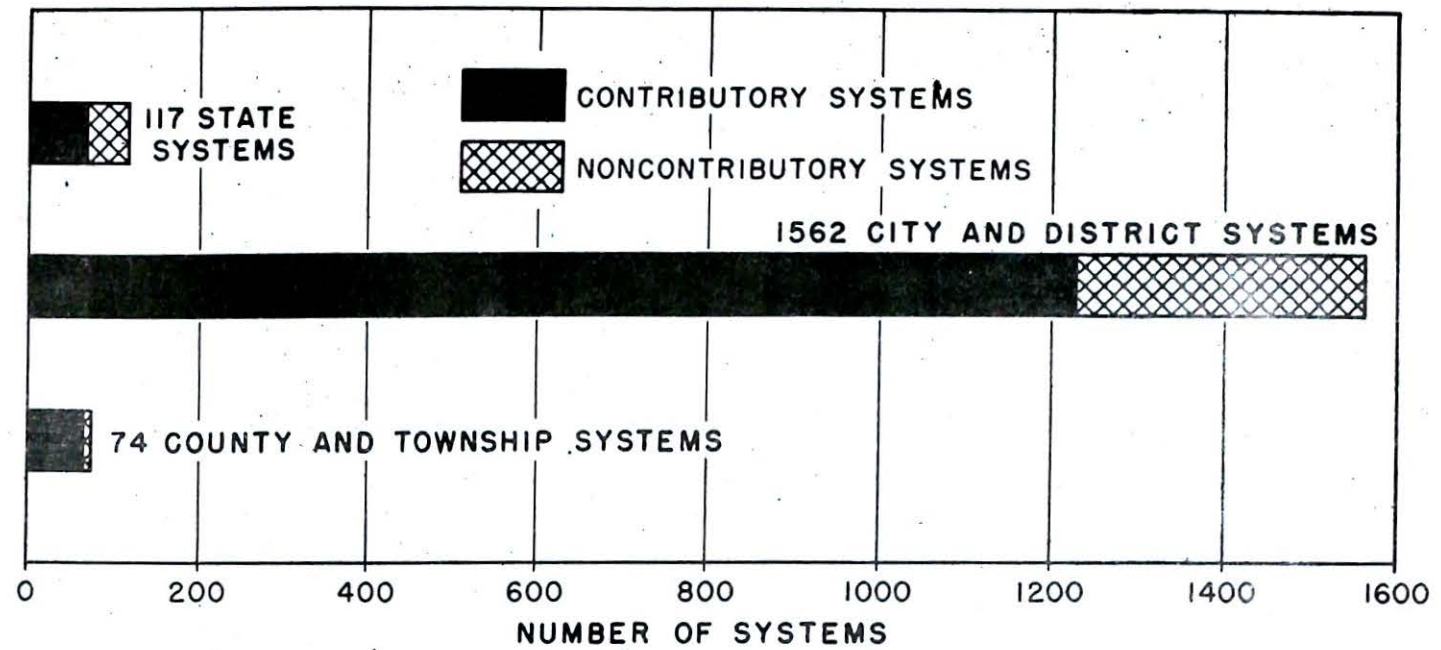 117 STATE
SYSTEMS
CONTRIBUTORY SYSTEMS
NONCONTRIBUTORY SYSTEMS
1562 CITY AND DISTRICT SYSTEMS
74 COUNTY AND TOWNSHIP SYSTEMS
0 200 400 600 800 1000 1200 1400 1600
NUMBER OF SYSTEMS